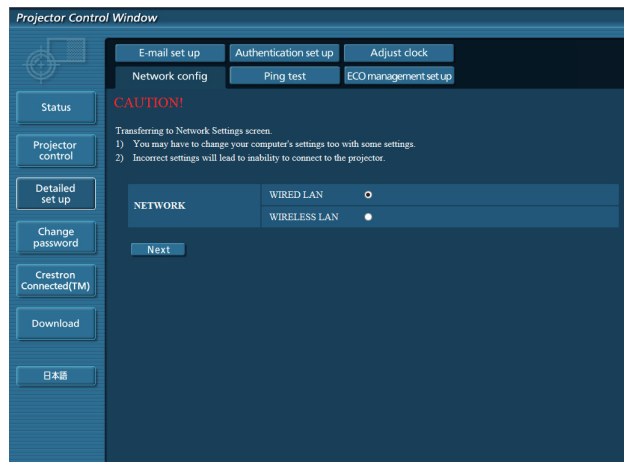 Projector Control Window
E-mail set up
Authentication set up
Adjust clock
Network config
Ping test
ECO management set up
Status
Projector
control
Detailed
set up
Change
password
Crestron
Connected(TM)
Download
日本語
CAUTION!
Transferring to Network Settings screen.
1) You may have to change your computer's settings too with some settings.
2) Incorrect settings will lead to inability to connect to the projector.
NETWORK
WIRED LAN
WIRELESS LAN
Next